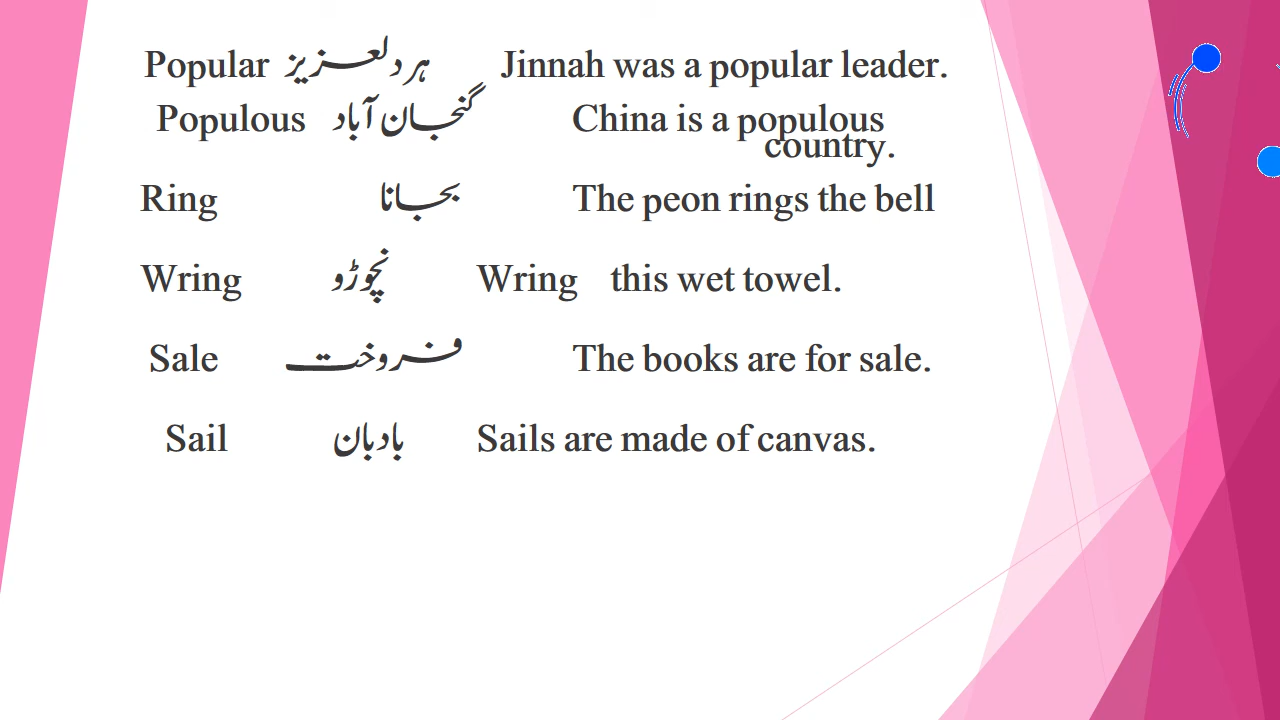 Popular ہر دلعزیز Jinnah was a popular leader.
Populous گنجان آباد China is a populous
country.
Ring بجانا The peon rings the bell
Wring نچوڑو Wring this wet towel.
Sale فروخت The books are for sale.
Sail بادبان Sails are made of canvas.